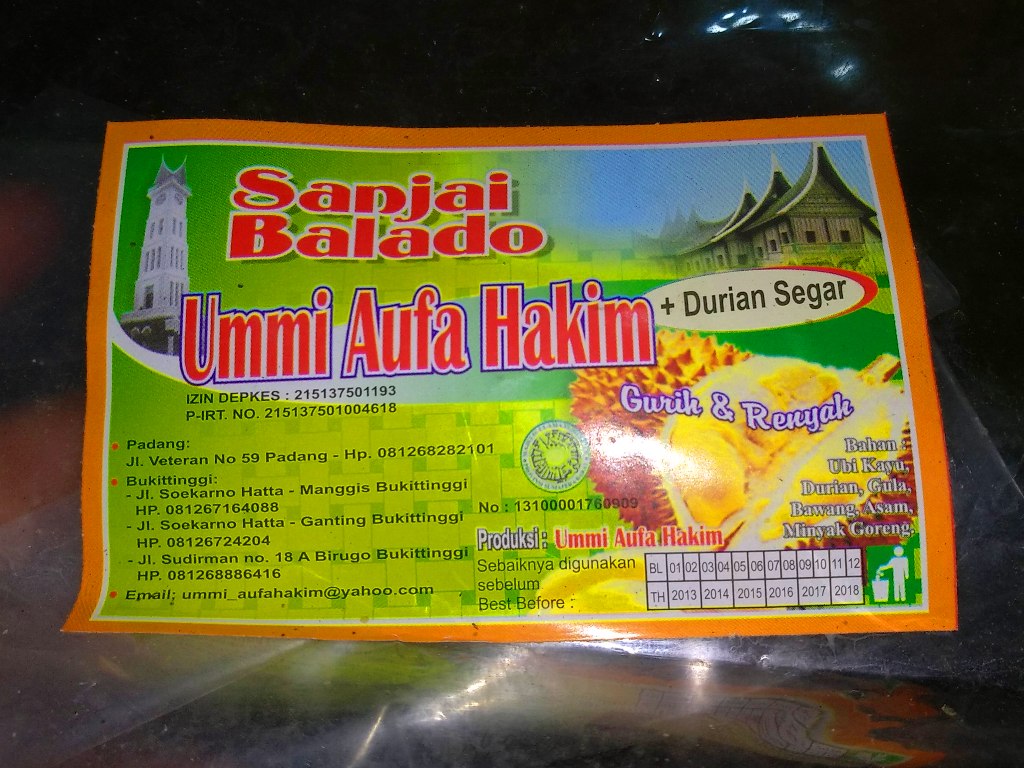 Sanjai
Balado
Ummi Aufa Hakim
+ Durian Segar
IZIN DEPKES : 215137501193
P-IRT. NO. 215137501004618
Gurih & Renyah
• Padang:
Jl. Veteran No 59 Padang - Hp. 081268282101
• Bukittinggi:
- Jl. Soekarno Hatta - Manggis Bukittinggi
HP. 081267164088
- Jl. Soekarno Hatta - Ganting Bukittinggi
HP. 08126724204
- Jl. Sudirman no. 18 A Birugo Bukittinggi
HP. 081268886416
• Email; ummi_aufahakim@yahoo.com
Bahan :
Ubi Kayu,
Durian, Gula,
Bawang, Asam,
Minyak Goreng,
No : 13100001760909
Produksi : Ummi Aufa Hakim
Sebaiknya digunakan
sebelum
Best Before :
BL 01 02 03 04 05 06 07 08 09 10 11 12
TH 2013 2014 2015 2016 2017 2018